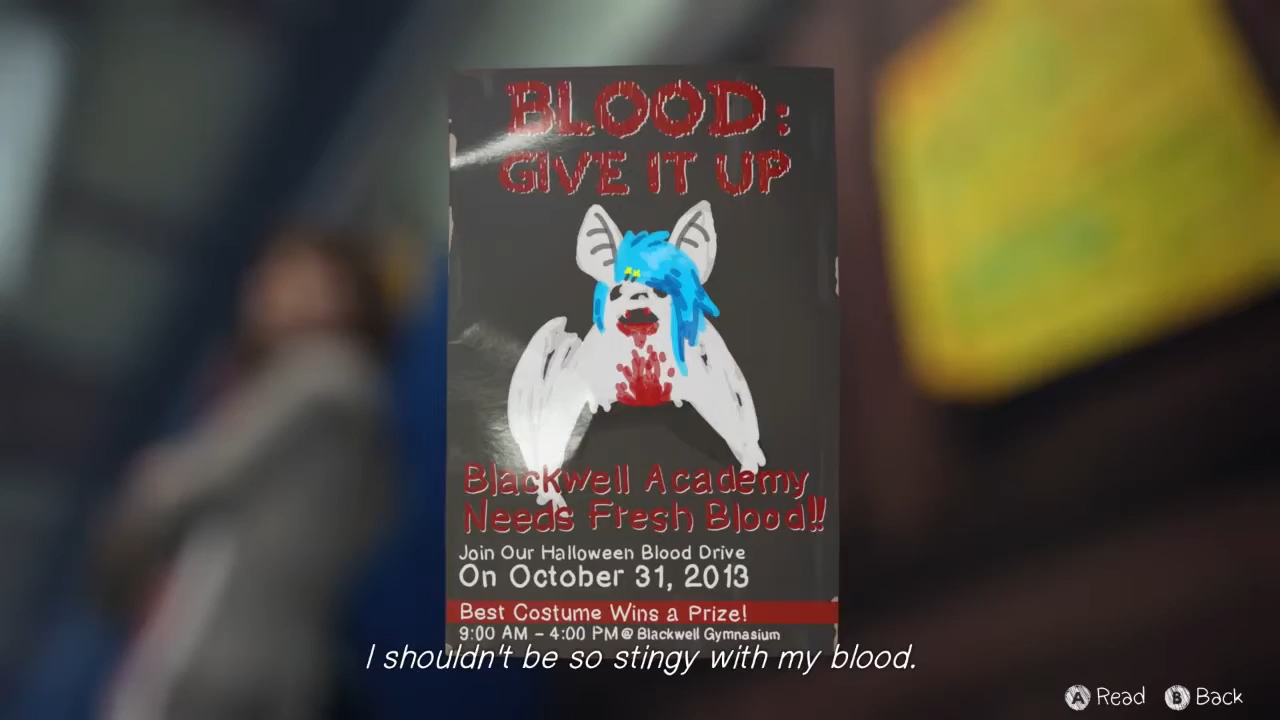 BLOOD:
GIVE IT UP
Blackwell Academy
Needs Fresh Blood!!
Join Our Halloween Blood Drive
On October 31, 2013
Best Costume Wins a Prize!
9:00 AM - 4:00 PM @ Blackwell Gymnasium
I shouldn't be so stingy with my blood.
A Read B Back